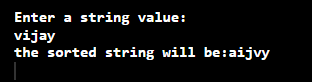 Enter a string value:
vijay
the sorted string will be:aijvy